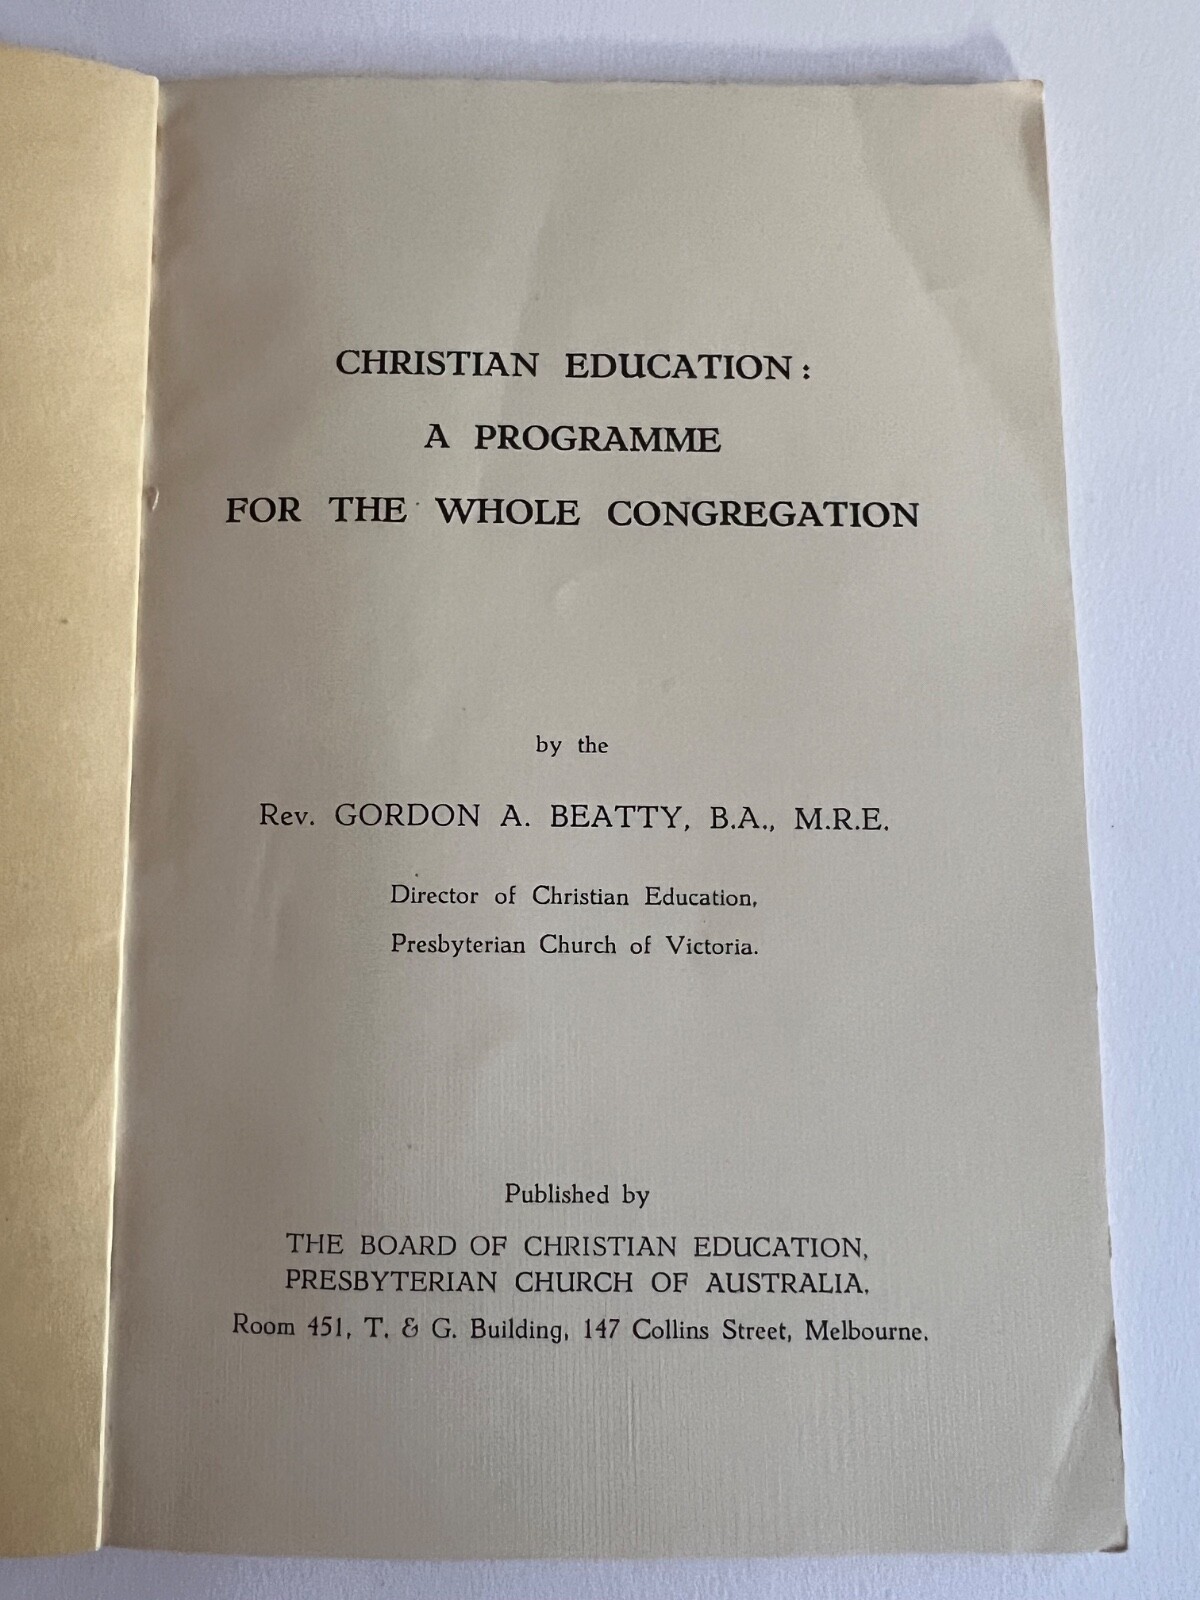 CHRISTIAN EDUCATION:
A PROGRAMME
FOR THE WHOLE CONGREGATION
by the
Rev. GORDON A. BEATTY, B.A., M.R.E.
Director of Christian Education,
Presbyterian Church of Victoria.
Published by
THE BOARD OF CHRISTIAN EDUCATION,
PRESBYTERIAN CHURCH OF AUSTRALIA.
Room 451, T. & G. Building, 147 Collins Street, Melbourne.